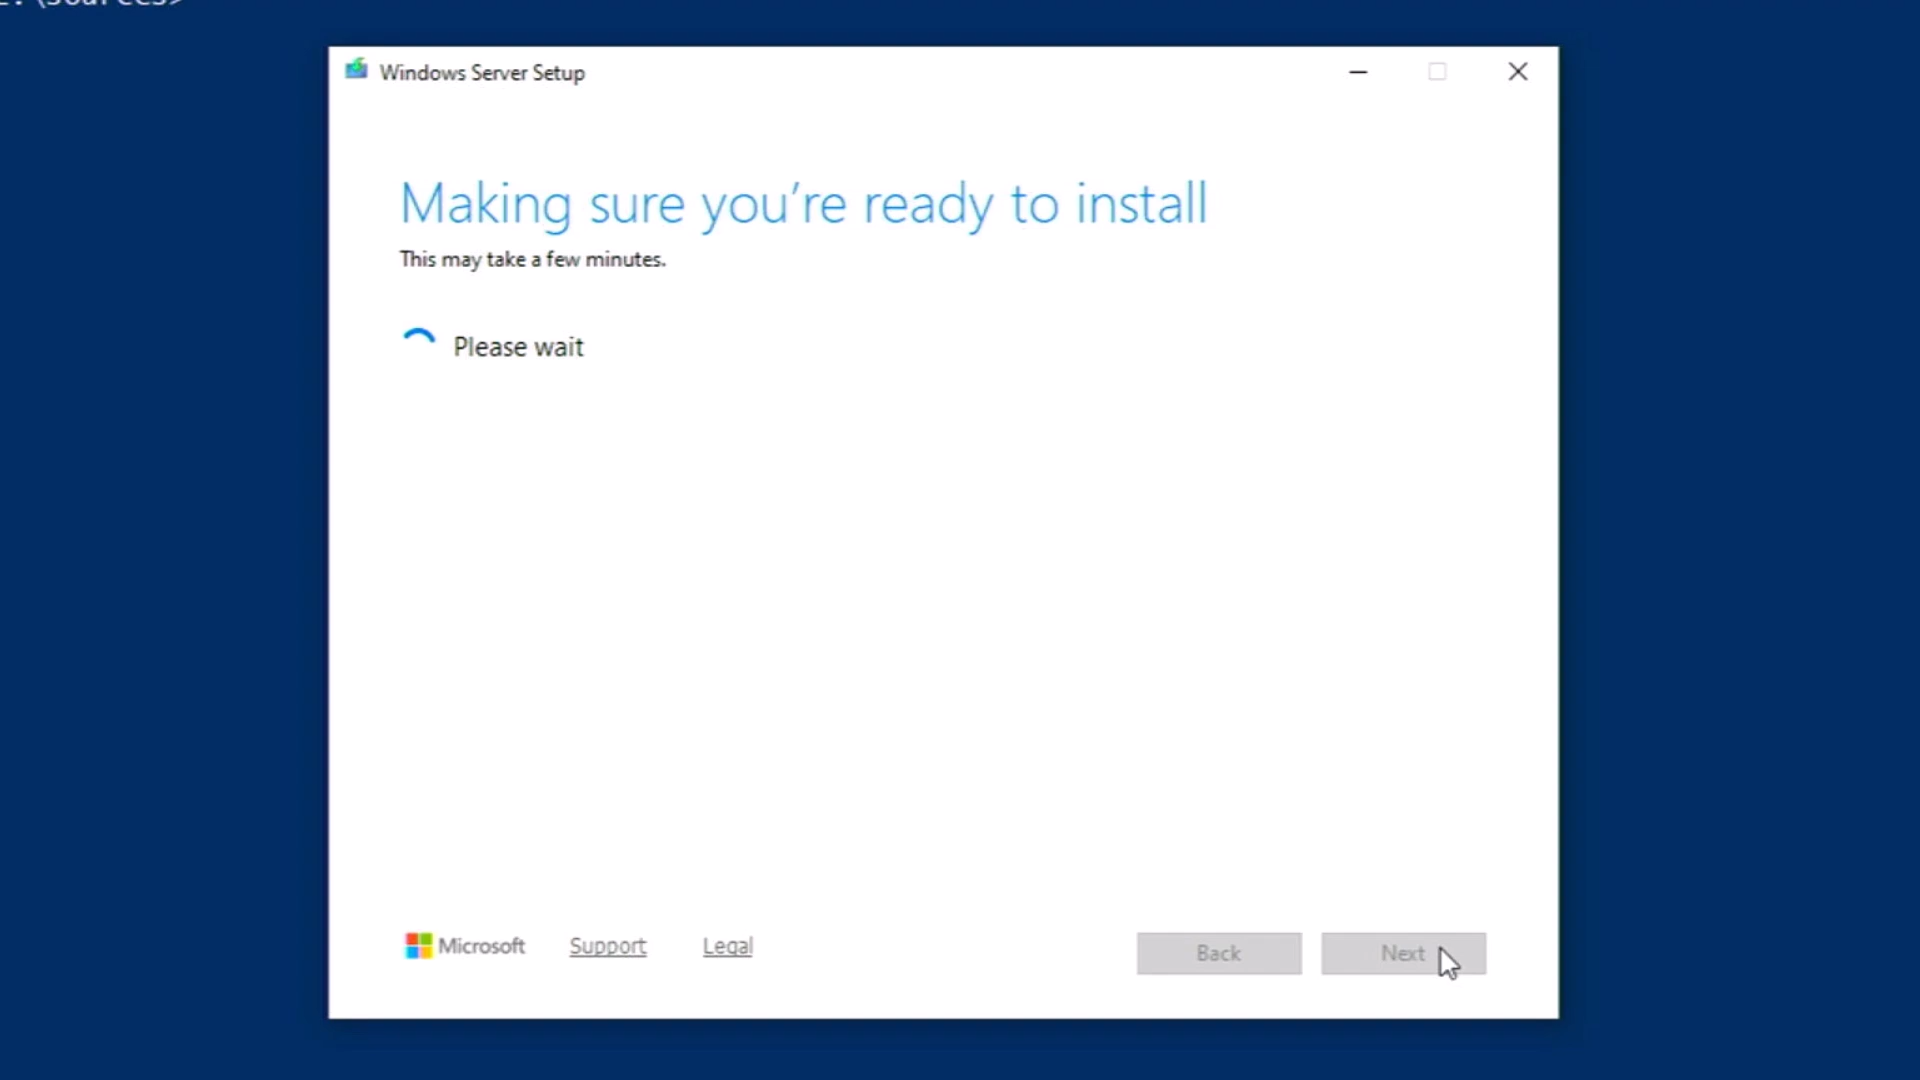 Windows Server Setup
Making sure you’re ready to install
This may take a few minutes.
Please wait
Microsoft Support Legal
Back Next